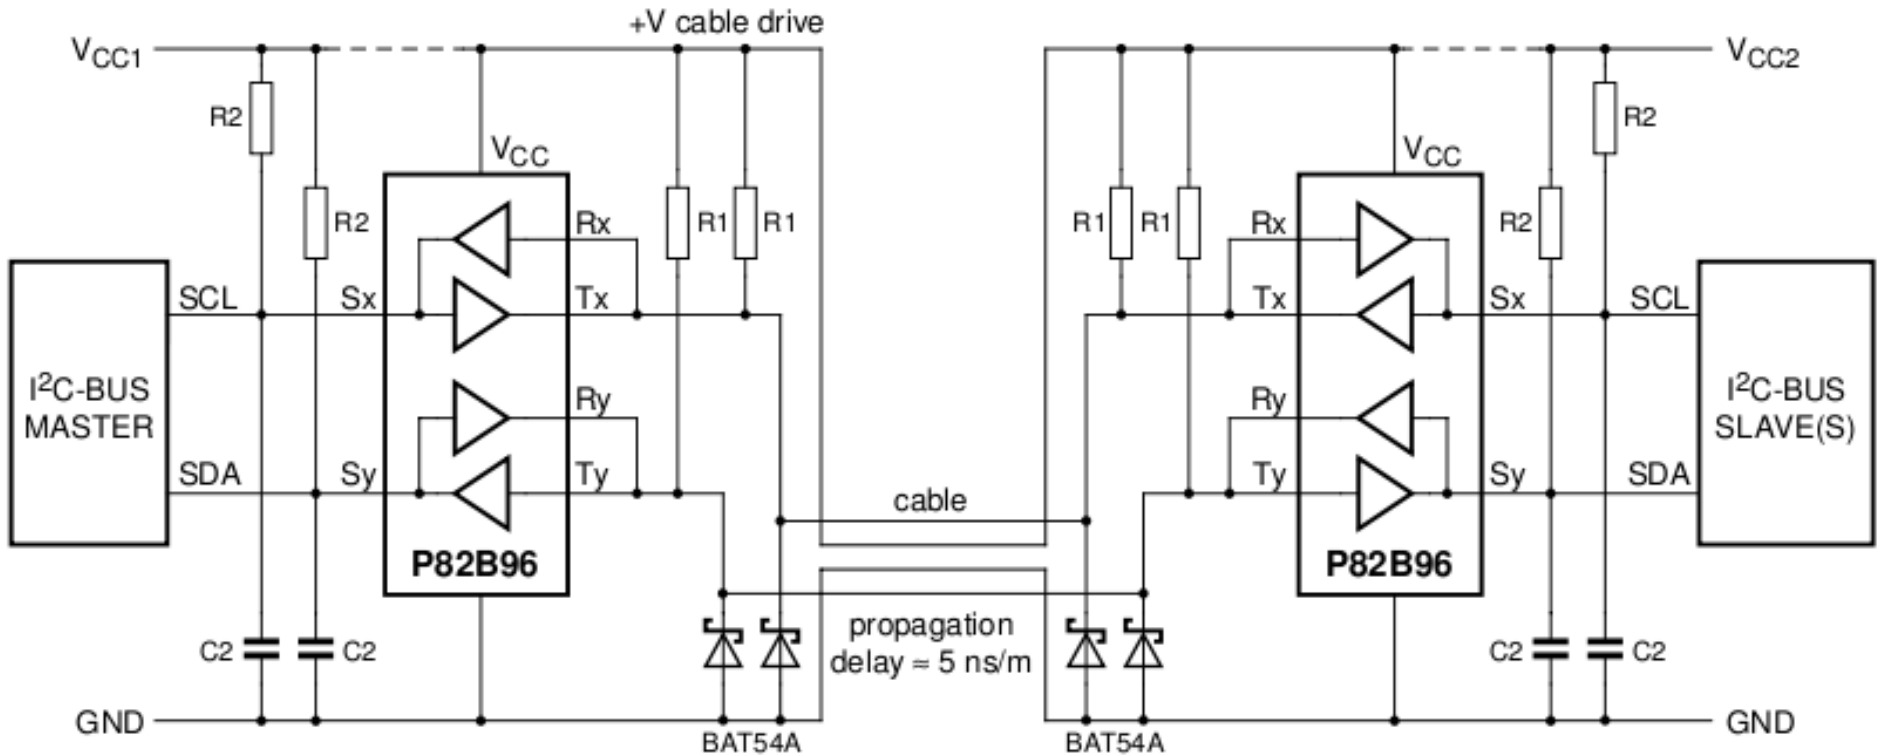 +V cable drive
VCC1
VCC2
R2
R2
VCC
VCC
R2
R1
R1
R1
R1
R2
Rx
Rx
SCL
Sx
Tx
Tx
Sx
SCL
I²C-BUS
MASTER
Ry
Ry
I²C-BUS
SLAVE(S)
SDA
Sy
Ty
Ty
Sy
SDA
cable
P82B96
P82B96
propagation
delay ≈ 5 ns/m
C2
C2
C2
C2
GND
GND
BAT54A
BAT54A